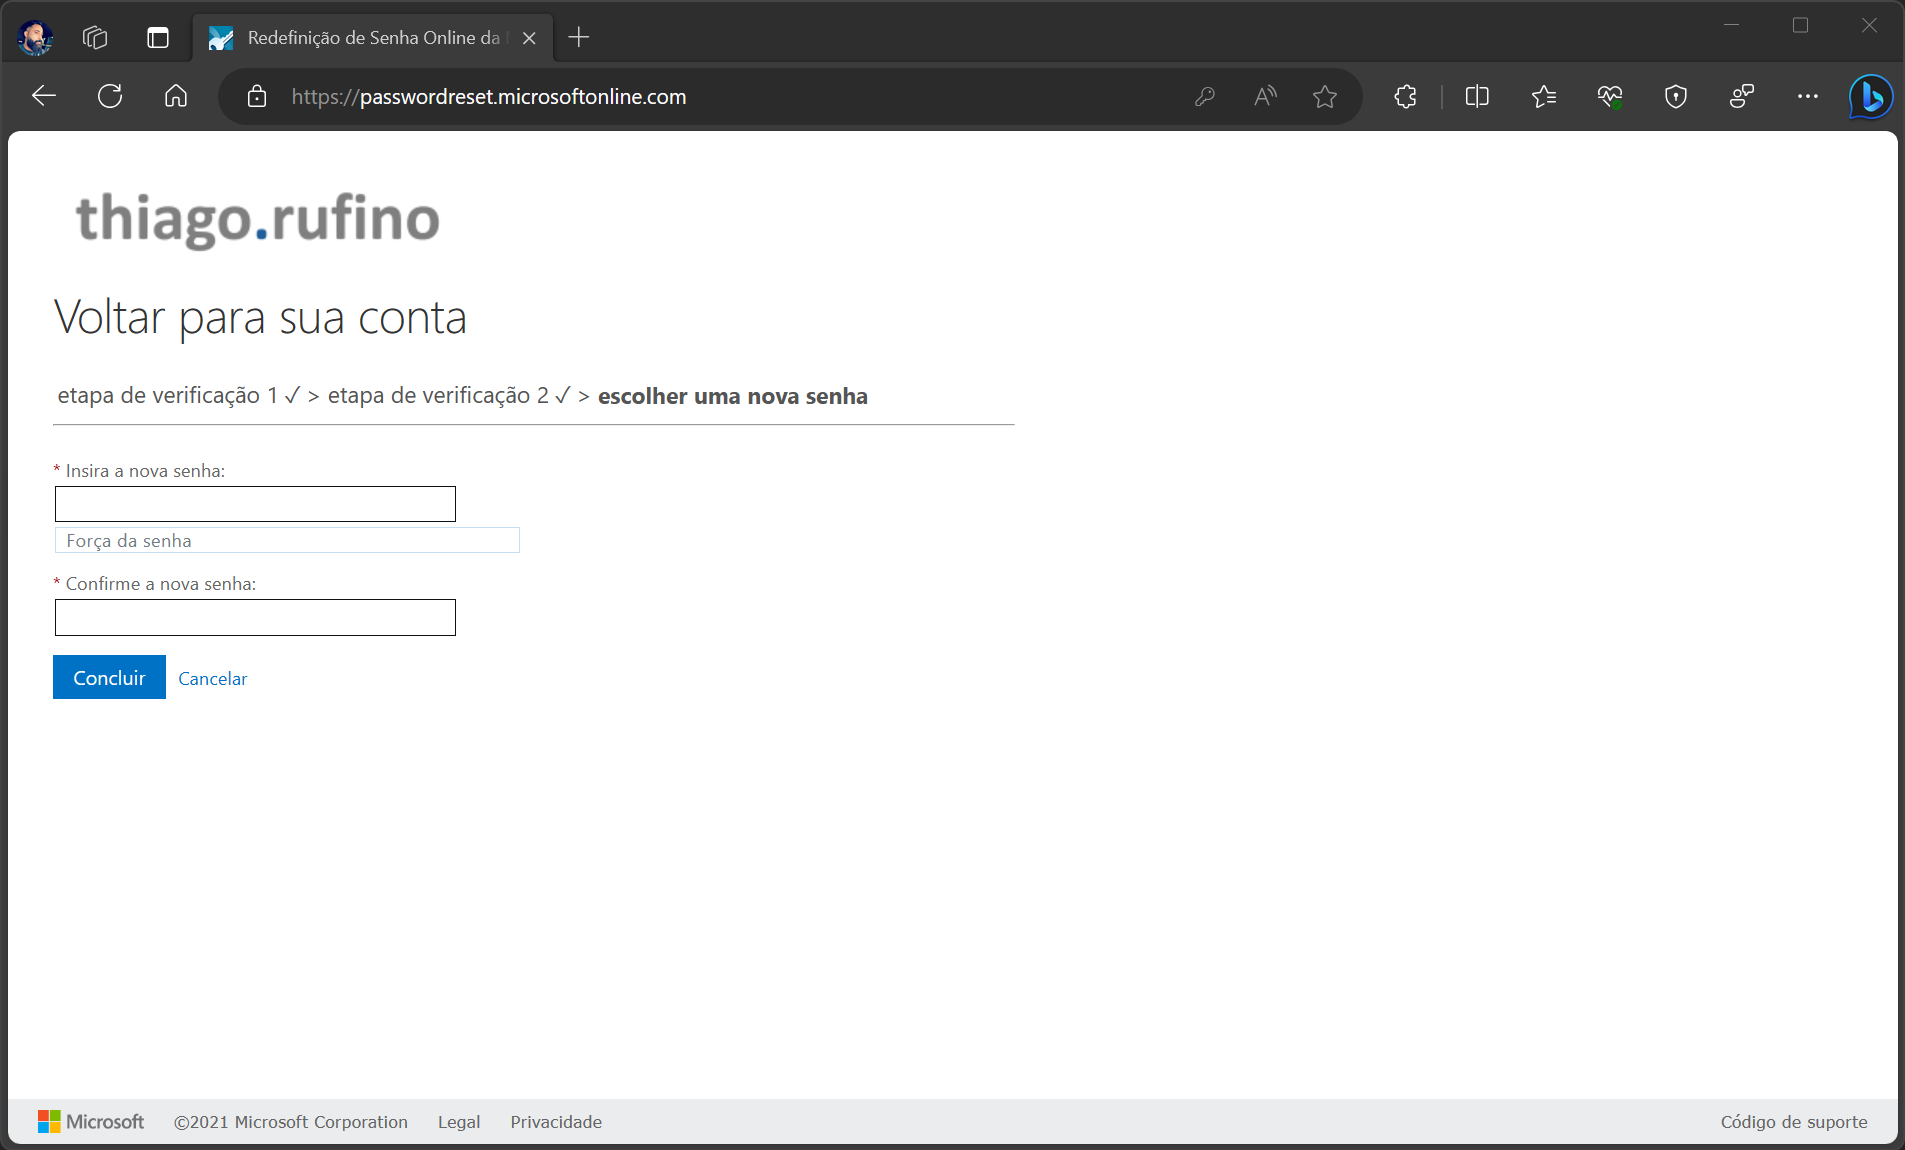 Redefinição de Senha Online da
https://passwordreset.microsoftonline.com
thiago.rufino
Voltar para sua conta
etapa de verificação 1 ✓ > etapa de verificação 2 ✓ > escolher uma nova senha
* Insira a nova senha:
Força da senha
* Confirme a nova senha:
Concluir Cancelar
Microsoft ©2021 Microsoft Corporation Legal Privacidade Código de suporte